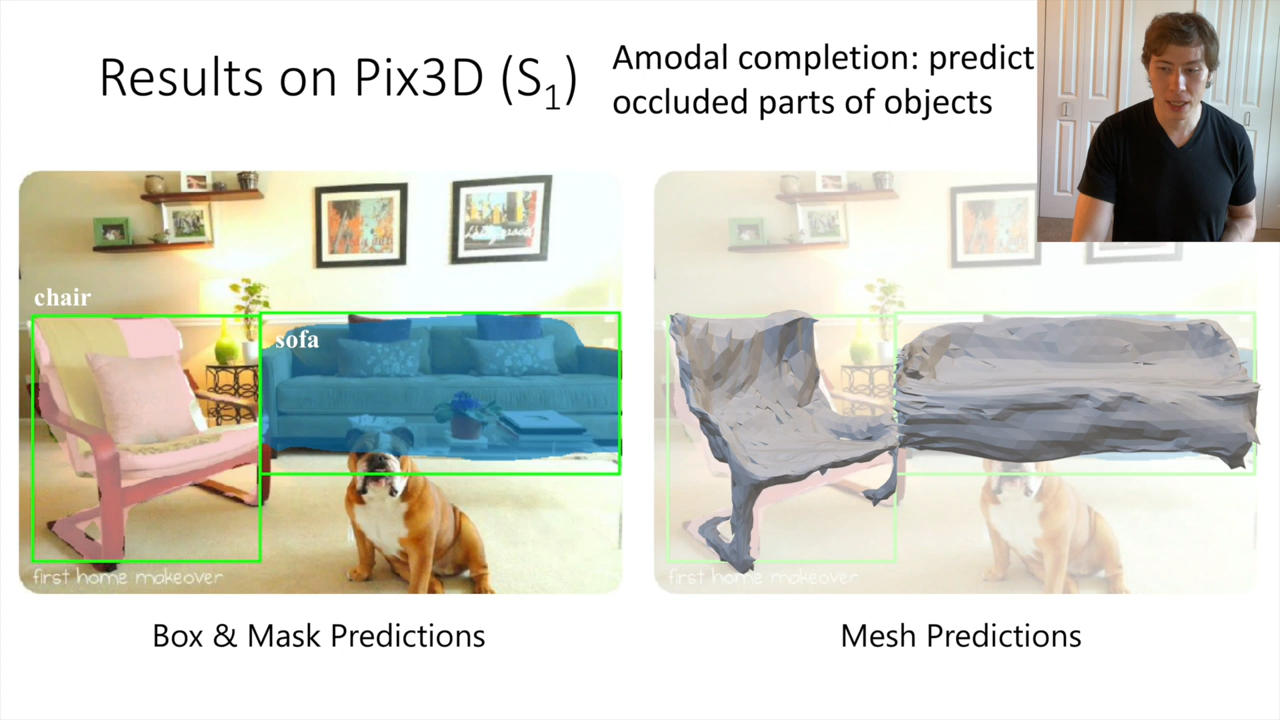 Results on Pix3D (S1)
Amodal completion: predict
occluded parts of objects
chair
sofa
first home makeover
first home makeover
Box & Mask Predictions
Mesh Predictions